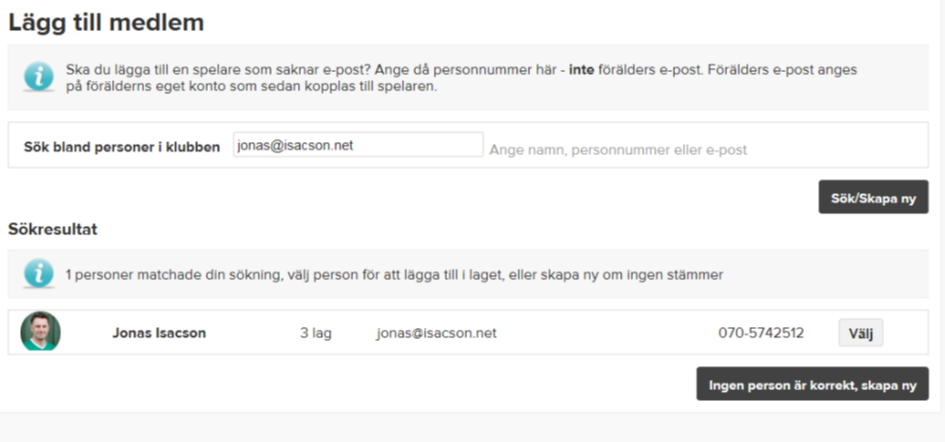 Lägg till medlem
Ska du lägga till en spelare som saknar e-post? Ange då personnummer här - inte förälders e-post. Förälders e-post anges
på förälderns eget konto som sedan kopplas till spelaren.
Sök bland personer i klubben jonas@isacson.net Ange namn, personnummer eller e-post
Sök/Skapa ny
Sökresultat
1 personer matchade din sökning, välj person för att lägga till i laget, eller skapa ny om ingen stämmer
Jonas Isacson 3 lag jonas@isacson.net 070-5742512 Välj
Ingen person är korrekt, skapa ny